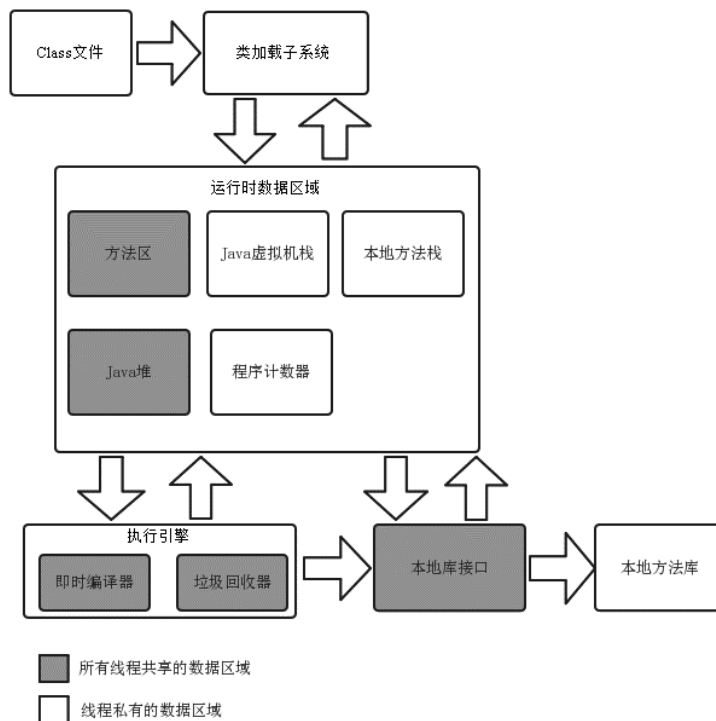 Class文件
类加载子系统
运行时数据区域
方法区
Java虚拟机栈
本地方法栈
Java堆
程序计数器
执行引擎
即时编译器
垃圾回收器
本地库接口
本地方法库
所有线程共享的数据区域
线程私有的数据区域